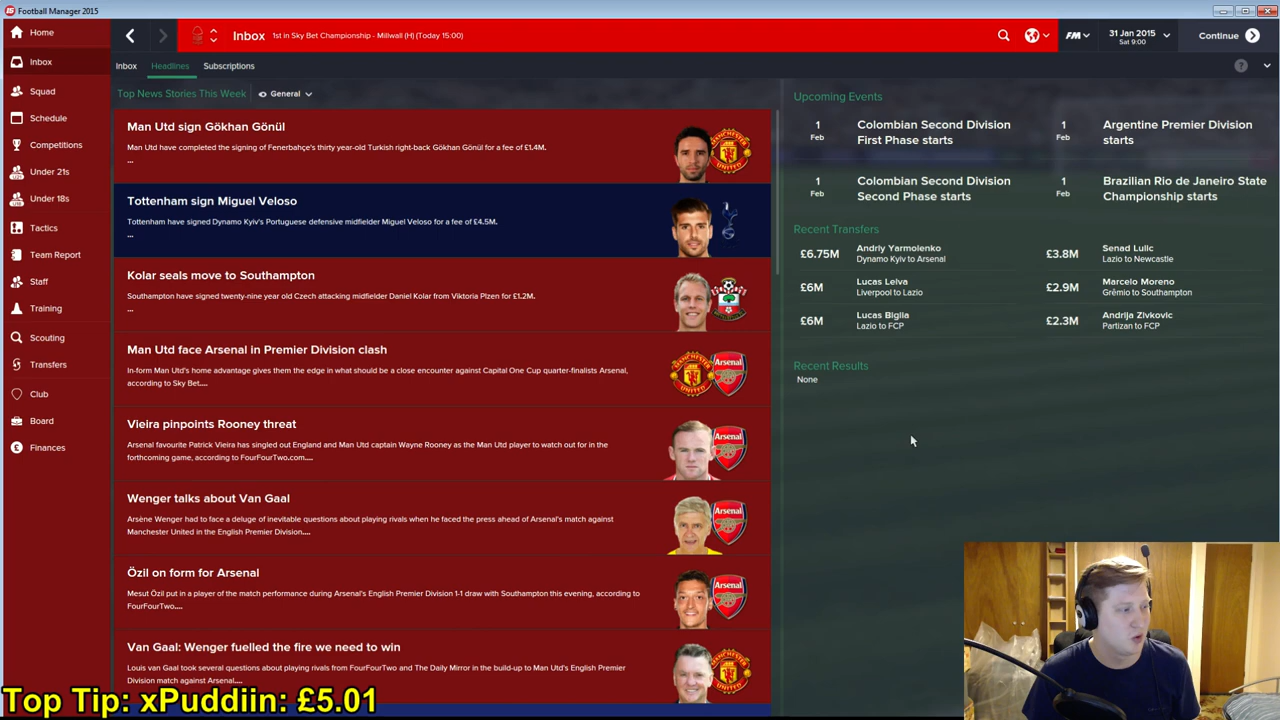 Football Manager 2015
Home
Inbox
Squad
Schedule
Competitions
Under 21s
Under 18s
Tactics
Team Report
Staff
Training
Scouting
Transfers
Club
Board
Finances
Inbox 1st in Sky Bet Championship - Millwall (H) (Today 15:00)
FM
31 Jan 2015
Sat 9:00
Continue
Inbox Headlines Subscriptions
Top News Stories This Week General
Man Utd sign Gökhan Gönül
Man Utd have completed the signing of Fenerbahçe's thirty year-old Turkish right-back Gökhan Gönül for a fee of £1.4M.
...
Tottenham sign Miguel Veloso
Tottenham have signed Dynamo Kyiv's Portuguese defensive midfielder Miguel Veloso for a fee of £4.5M.
...
Kolar seals move to Southampton
Southampton have signed twenty-nine year old Czech attacking midfielder Daniel Kolar from Viktoria Plzen for £1.2M.
...
Man Utd face Arsenal in Premier Division clash
In-form Man Utd's home advantage gives them the edge in what should be a close encounter against Capital One Cup quarter-finalists Arsenal,
according to Sky Bet....
Vieira pinpoints Rooney threat
Arsenal favourite Patrick Vieira has singled out England and Man Utd captain Wayne Rooney as the Man Utd player to watch out for in the
forthcoming game, according to FourFourTwo.com....
Wenger talks about Van Gaal
Arsène Wenger had to face a deluge of inevitable questions about playing rivals when he faced the press ahead of Arsenal's match against
Manchester United in the English Premier Division....
Özil on form for Arsenal
Mesut Özil put in a player of the match performance during Arsenal's English Premier Division 1-1 draw with Southampton this evening, according to
FourFourTwo....
Van Gaal: Wenger fuelled the fire we need to win
Louis van Gaal took several questions about playing rivals from FourFourTwo and The Daily Mirror in the build-up to Man Utd's English Premier
Division match against Arsenal....
Upcoming Events
1 Feb Colombian Second Division
First Phase starts
1 Feb Argentine Premier Division
starts
1 Feb Colombian Second Division
Second Phase starts
1 Feb Brazilian Rio de Janeiro State
Championship starts
Recent Transfers
£6.75M Andriy Yarmolenko
Dynamo Kyiv to Arsenal
£3.8M Senad Lulic
Lazio to Newcastle
£6M Lucas Leiva
Liverpool to Lazio
£2.9M Marcelo Moreno
Grêmio to Southampton
£6M Lucas Biglia
Lazio to FCP
£2.3M Andrija Zivkovic
Partizan to FCP
Recent Results
None
Top Tip: xPuddiin: £5.01